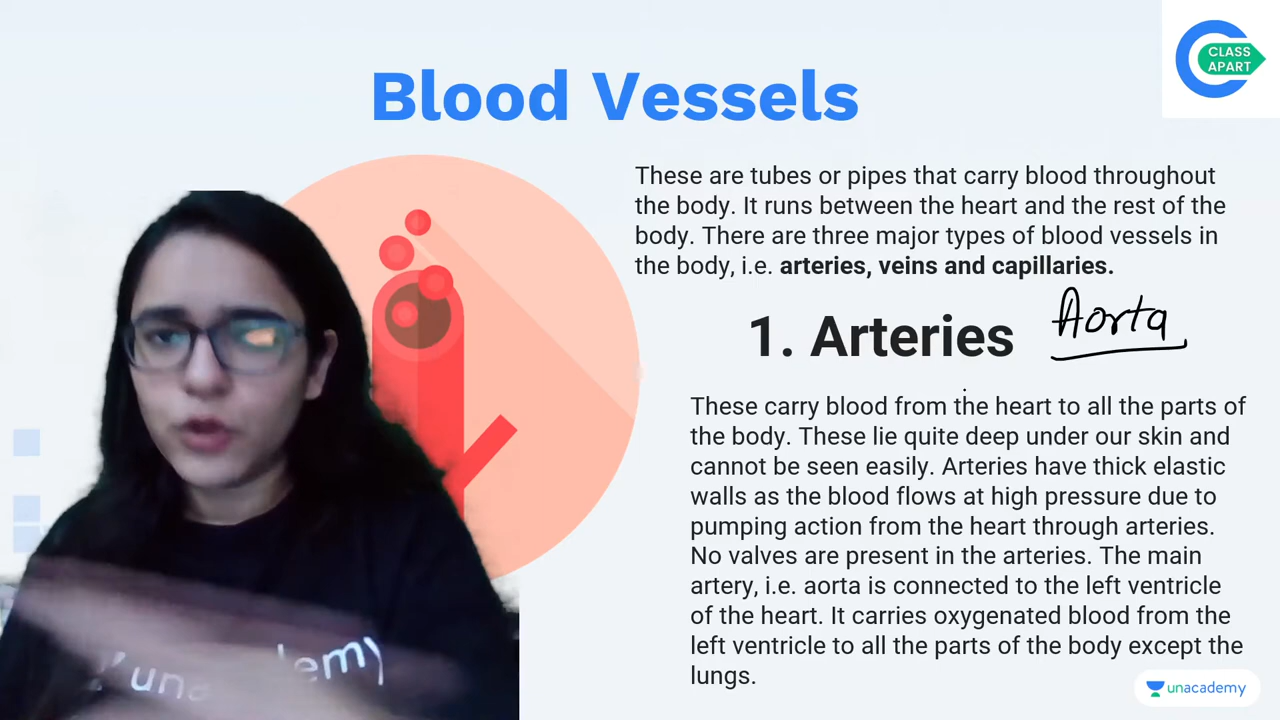 CLASS
APART
Blood Vessels
These are tubes or pipes that carry blood throughout
the body. It runs between the heart and the rest of the
body. There are three major types of blood vessels in
the body, i.e. arteries, veins and capillaries.
1. Arteries
Aorta
These carry blood from the heart to all the parts of
the body. These lie quite deep under our skin and
cannot be seen easily. Arteries have thick elastic
walls as the blood flows at high pressure due to
pumping action from the heart through arteries.
No valves are present in the arteries. The main
artery, i.e. aorta is connected to the left ventricle
of the heart. It carries oxygenated blood from the
left ventricle to all the parts of the body except the
lungs.
unacademy